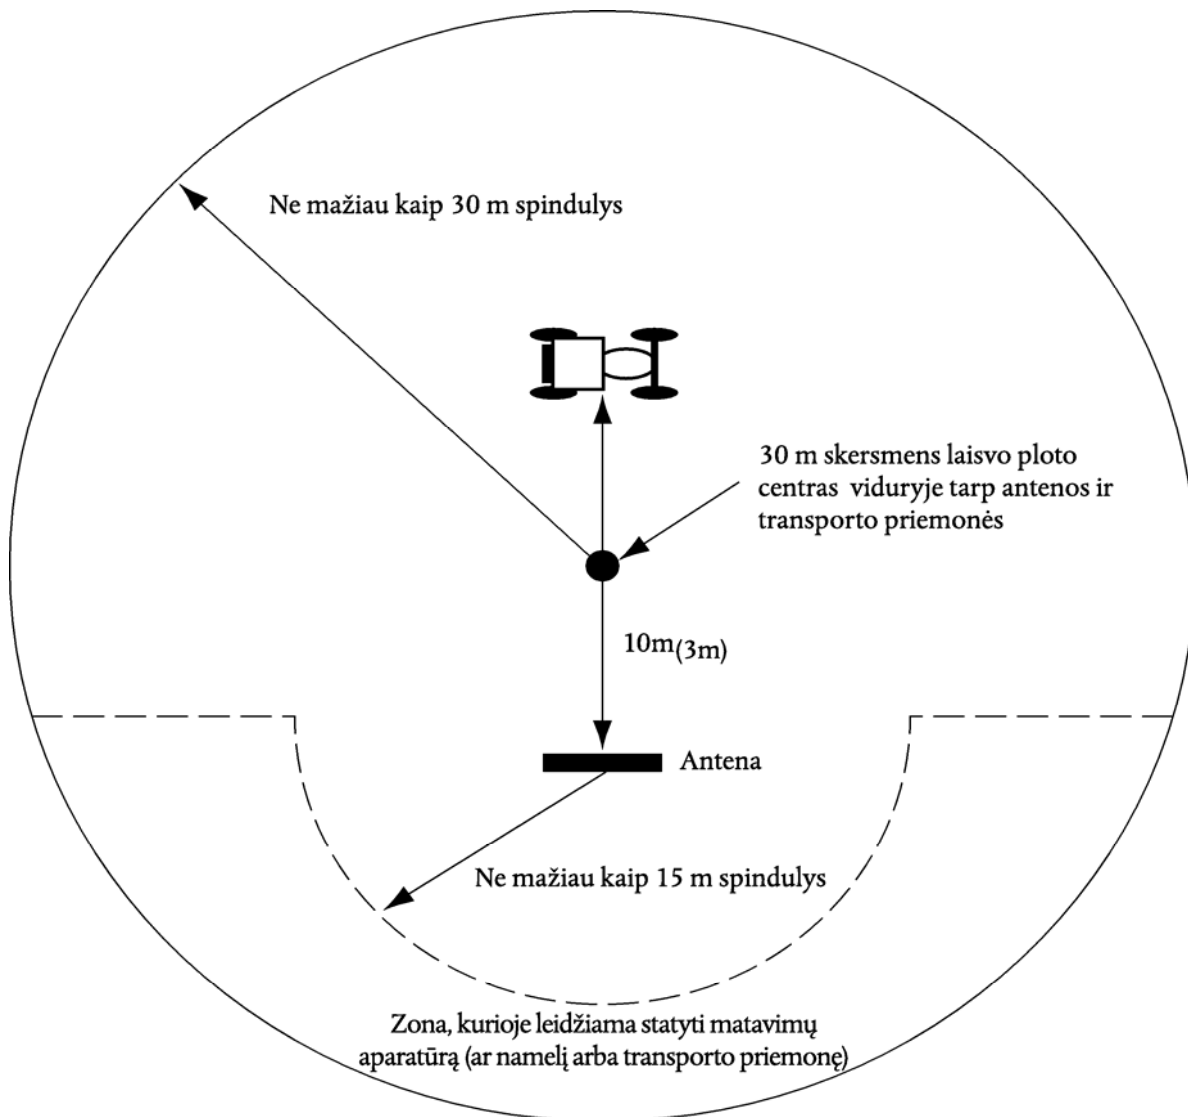 Ne mažiau kaip 30 m spindulys
30 m skersmens laisvo ploto
centras viduryje tarp antenos ir
transporto priemonės
10m(3m)
Antena
Ne mažiau kaip 15 m spindulys
Zona, kurioje leidžiama statyti matavimų
aparatūrą (ar namelį arba transporto priemonę)